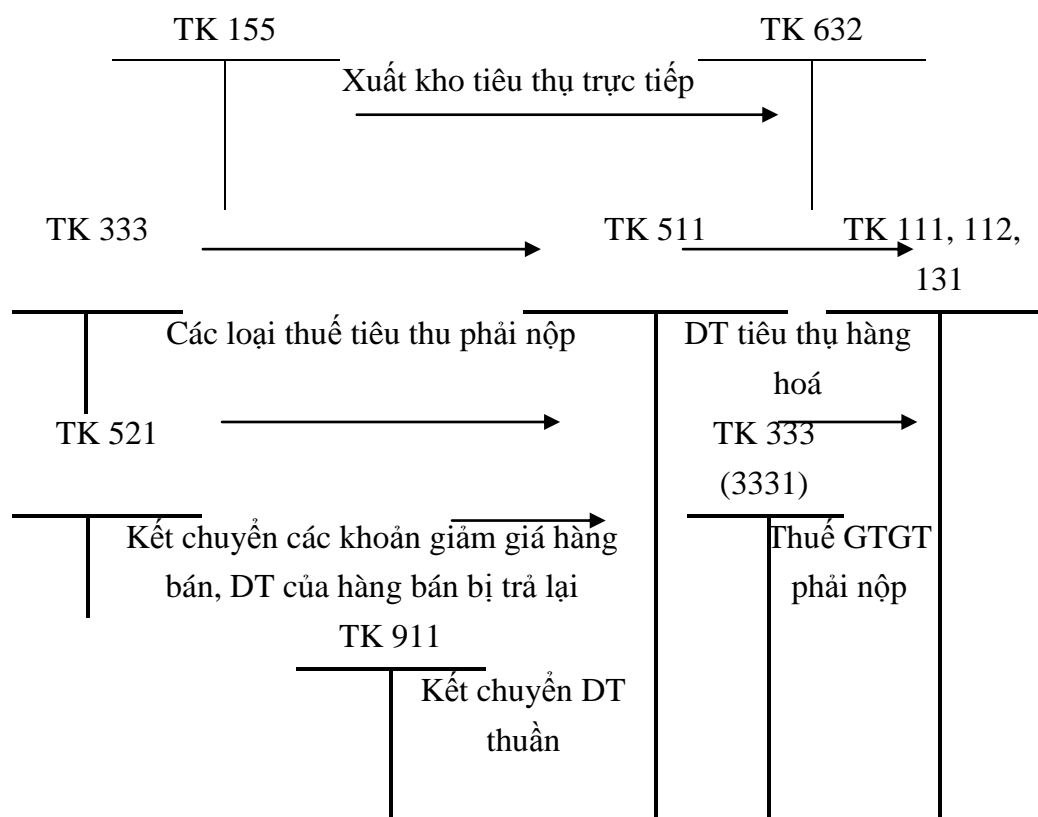 TK 155
TK 632
Xuất kho tiêu thụ trực tiếp
TK 333
TK 511
TK 111, 112,
131
Các loại thuế tiêu thu phải nộp
DT tiêu thụ hàng
hoá
TK 521
TK 333
(3331)
Kết chuyển các khoản giảm giá hàng
bán, DT của hàng bán bị trả lại
Thuế GTGT
phải nộp
TK 911
Kết chuyển DT
thuần